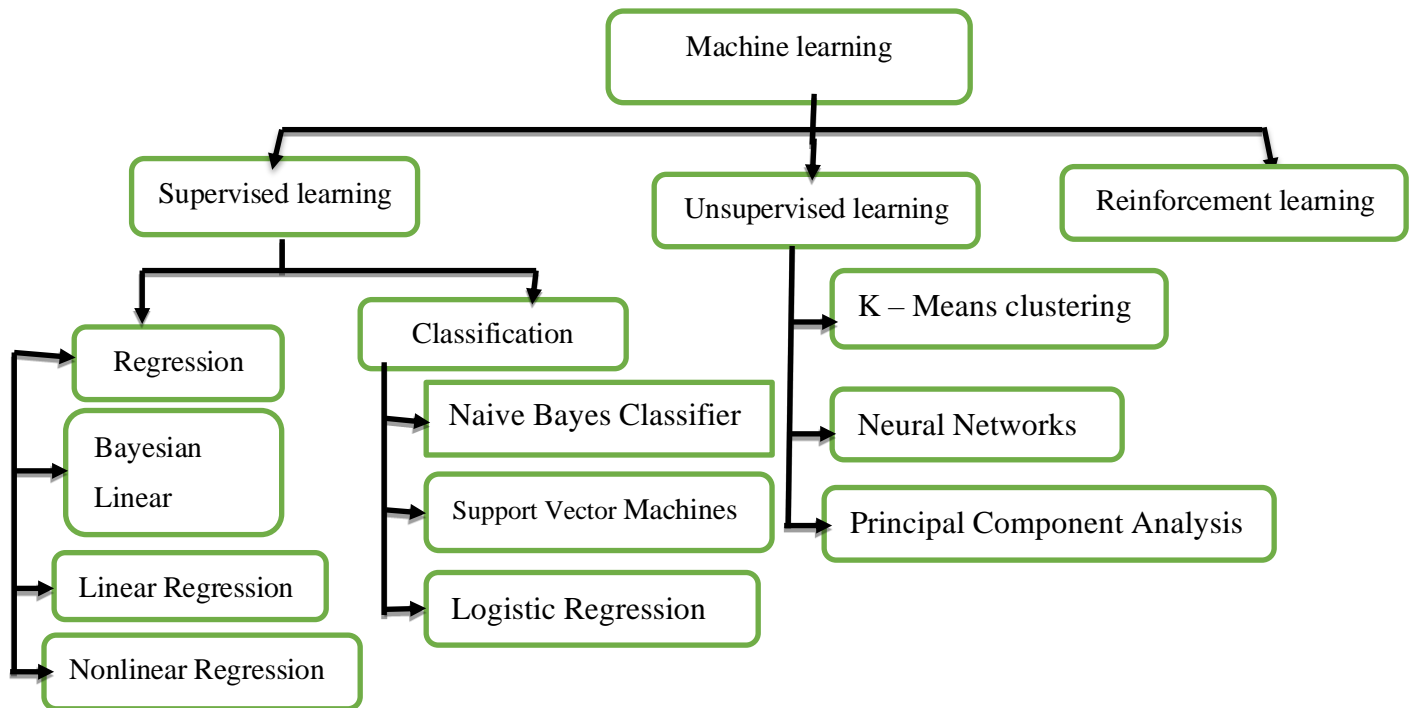 Machine learning
Supervised learning
Unsupervised learning
Reinforcement learning
Regression
Bayesian
Linear
Linear Regression
Nonlinear Regression
Classification
Naive Bayes Classifier
Support Vector Machines
Logistic Regression
K – Means clustering
Neural Networks
Principal Component Analysis